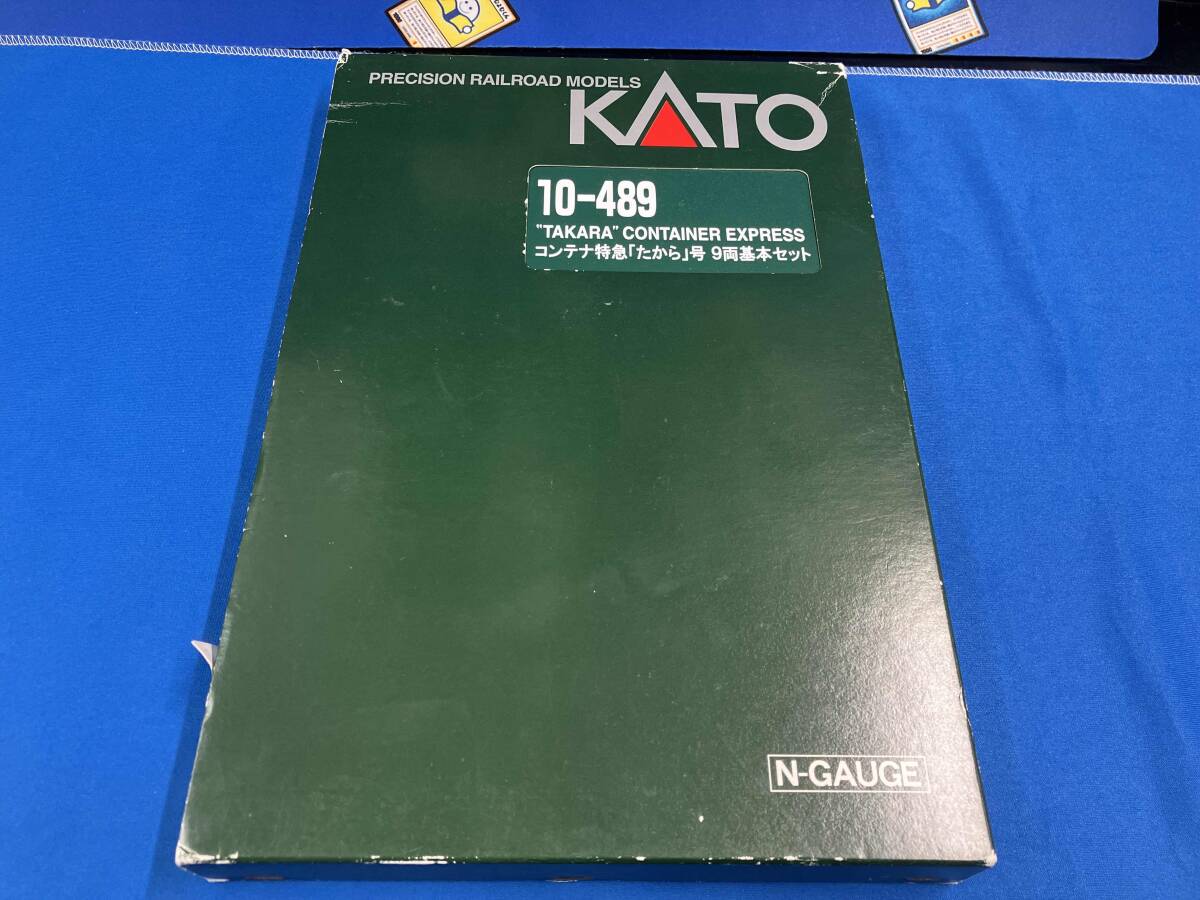 PRECISION RAILROAD MODELS
KATO
10-489
"TAKARA" CONTAINER EXPRESS
コンテナ特急「たから」号 9両基本セット
N-GAUGE